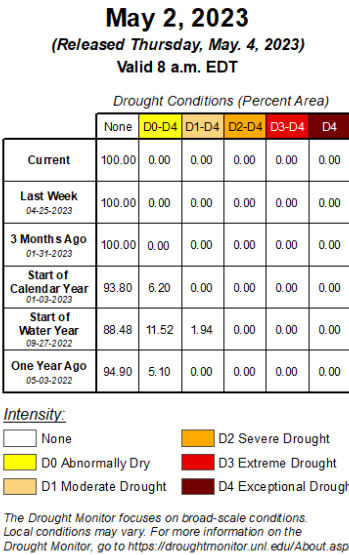 May 2, 2023
(Released Thursday, May. 4, 2023)
Valid 8 a.m. EDT
Drought Conditions (Percent Area)
None D0-D4 D1-D4 D2-D4 D3-D4 D4
Current 100.00 0.00 0.00 0.00 0.00 0.00
Last Week
04-25-2023 100.00 0.00 0.00 0.00 0.00 0.00
3 Months Ago
01-31-2023 100.00 0.00 0.00 0.00 0.00 0.00
Start of
Calendar Year
01-03-2023 93.80 6.20 0.00 0.00 0.00 0.00
Start of
Water Year
09-27-2022 88.48 11.52 1.94 0.00 0.00 0.00
One Year Ago
05-03-2022 94.90 5.10 0.00 0.00 0.00 0.00
Intensity:
None
D0 Abnormally Dry
D1 Moderate Drought
D2 Severe Drought
D3 Extreme Drought
D4 Exceptional Drought
The Drought Monitor focuses on broad-scale conditions.
Local conditions may vary. For more information on the
Drought Monitor, go to https://droughtmonitor.unl.edu/About.asp